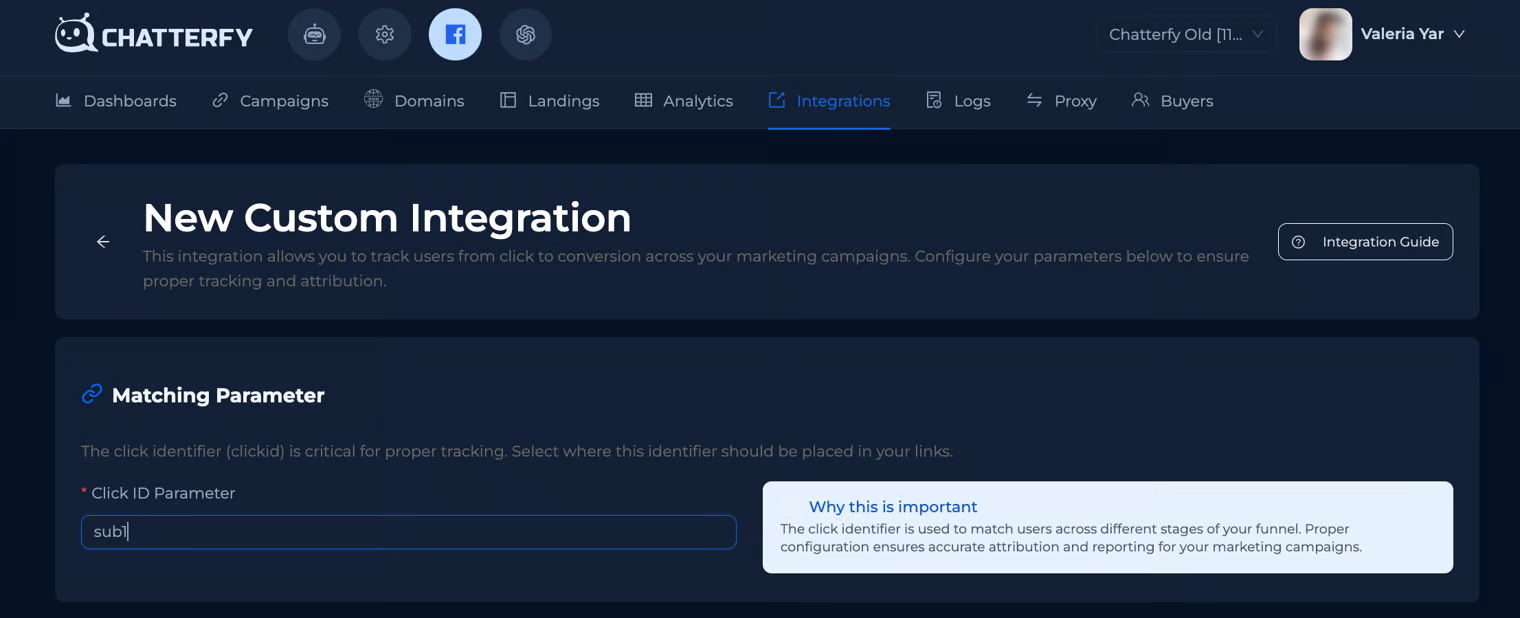 CHATTERFY
Chatterfy Old [11...
Valeria Yar
Dashboards Campaigns Domains Landings Analytics Integrations Logs Proxy Buyers
New Custom Integration
This integration allows you to track users from click to conversion across your marketing campaigns. Configure your parameters below to ensure
proper tracking and attribution.
Integration Guide
Matching Parameter
The click identifier (clickid) is critical for proper tracking. Select where this identifier should be placed in your links.
* Click ID Parameter
sub1
Why this is important
The click identifier is used to match users across different stages of your funnel. Proper
configuration ensures accurate attribution and reporting for your marketing campaigns.